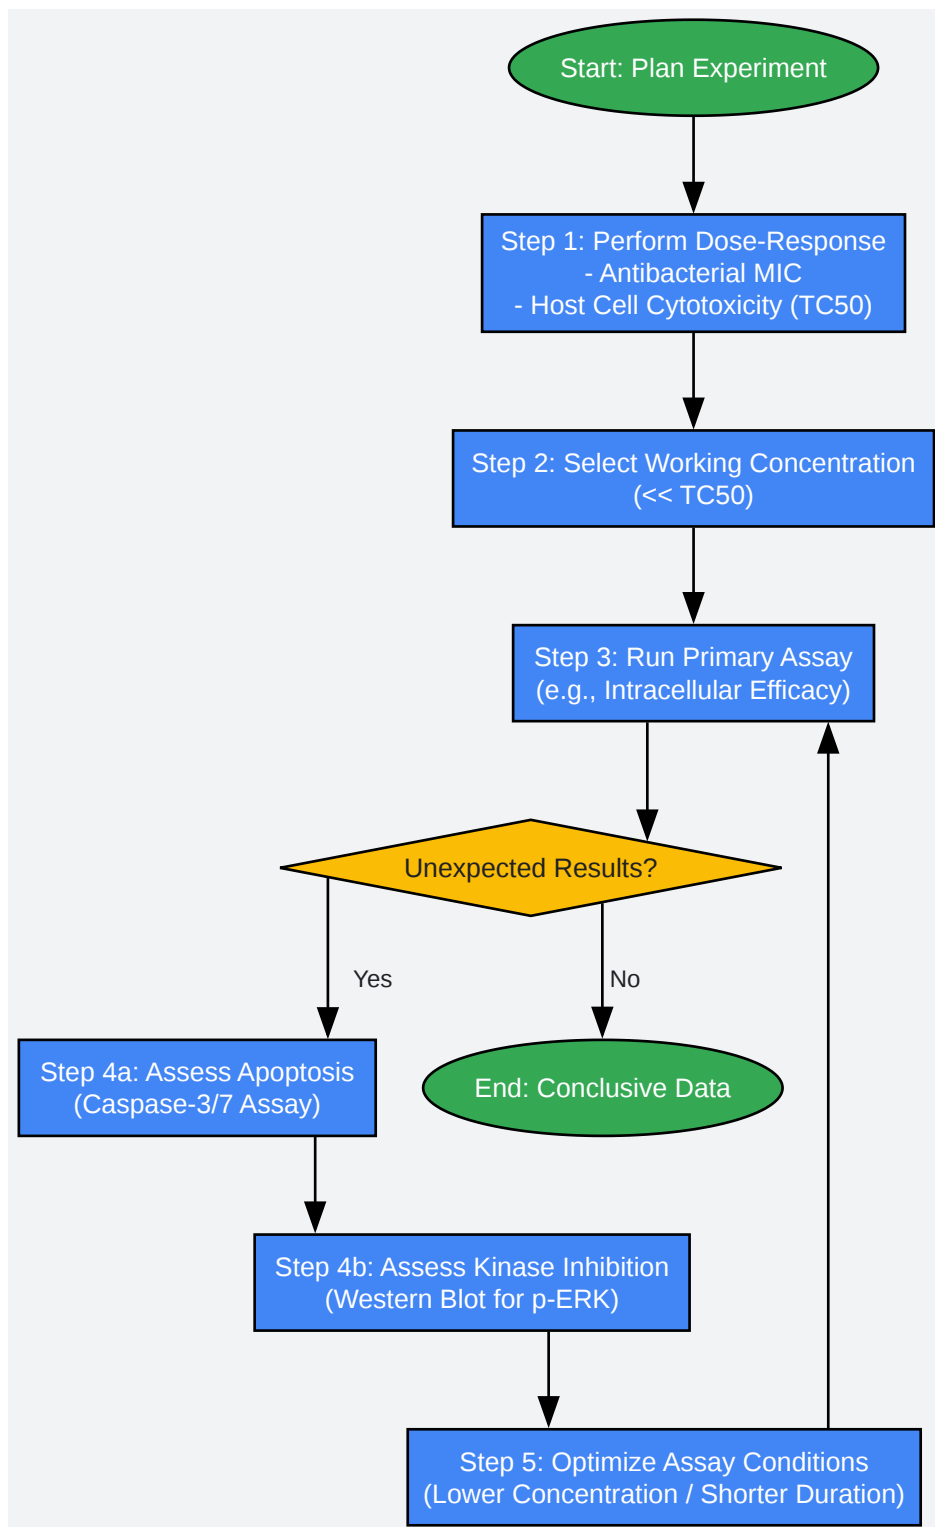 Start: Plan Experiment
Step 1: Perform Dose-Response
- Antibacterial MIC
- Host Cell Cytotoxicity (TC50)
Step 2: Select Working Concentration
(<< TC50)
Step 3: Run Primary Assay
(e.g., Intracellular Efficacy)
Unexpected Results?
Yes
No
Step 4a: Assess Apoptosis
(Caspase-3/7 Assay)
End: Conclusive Data
Step 4b: Assess Kinase Inhibition
(Western Blot for p-ERK)
Step 5: Optimize Assay Conditions
(Lower Concentration / Shorter Duration)